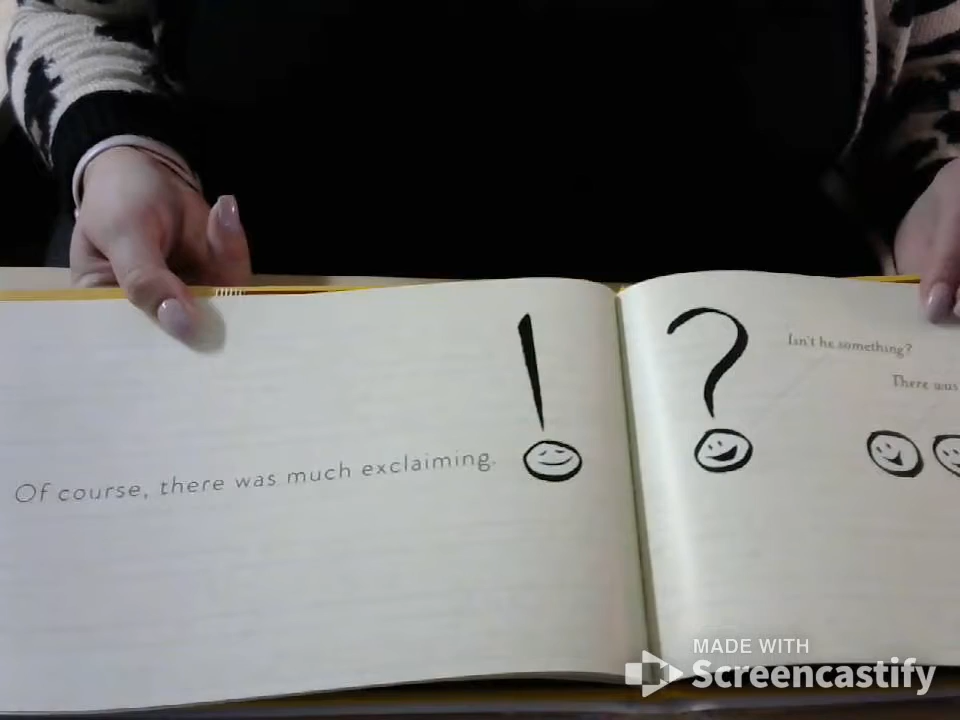 Of course, there was much exclaiming.
!
?
Isn't he something?
There was
MADE WITH
Screencastify